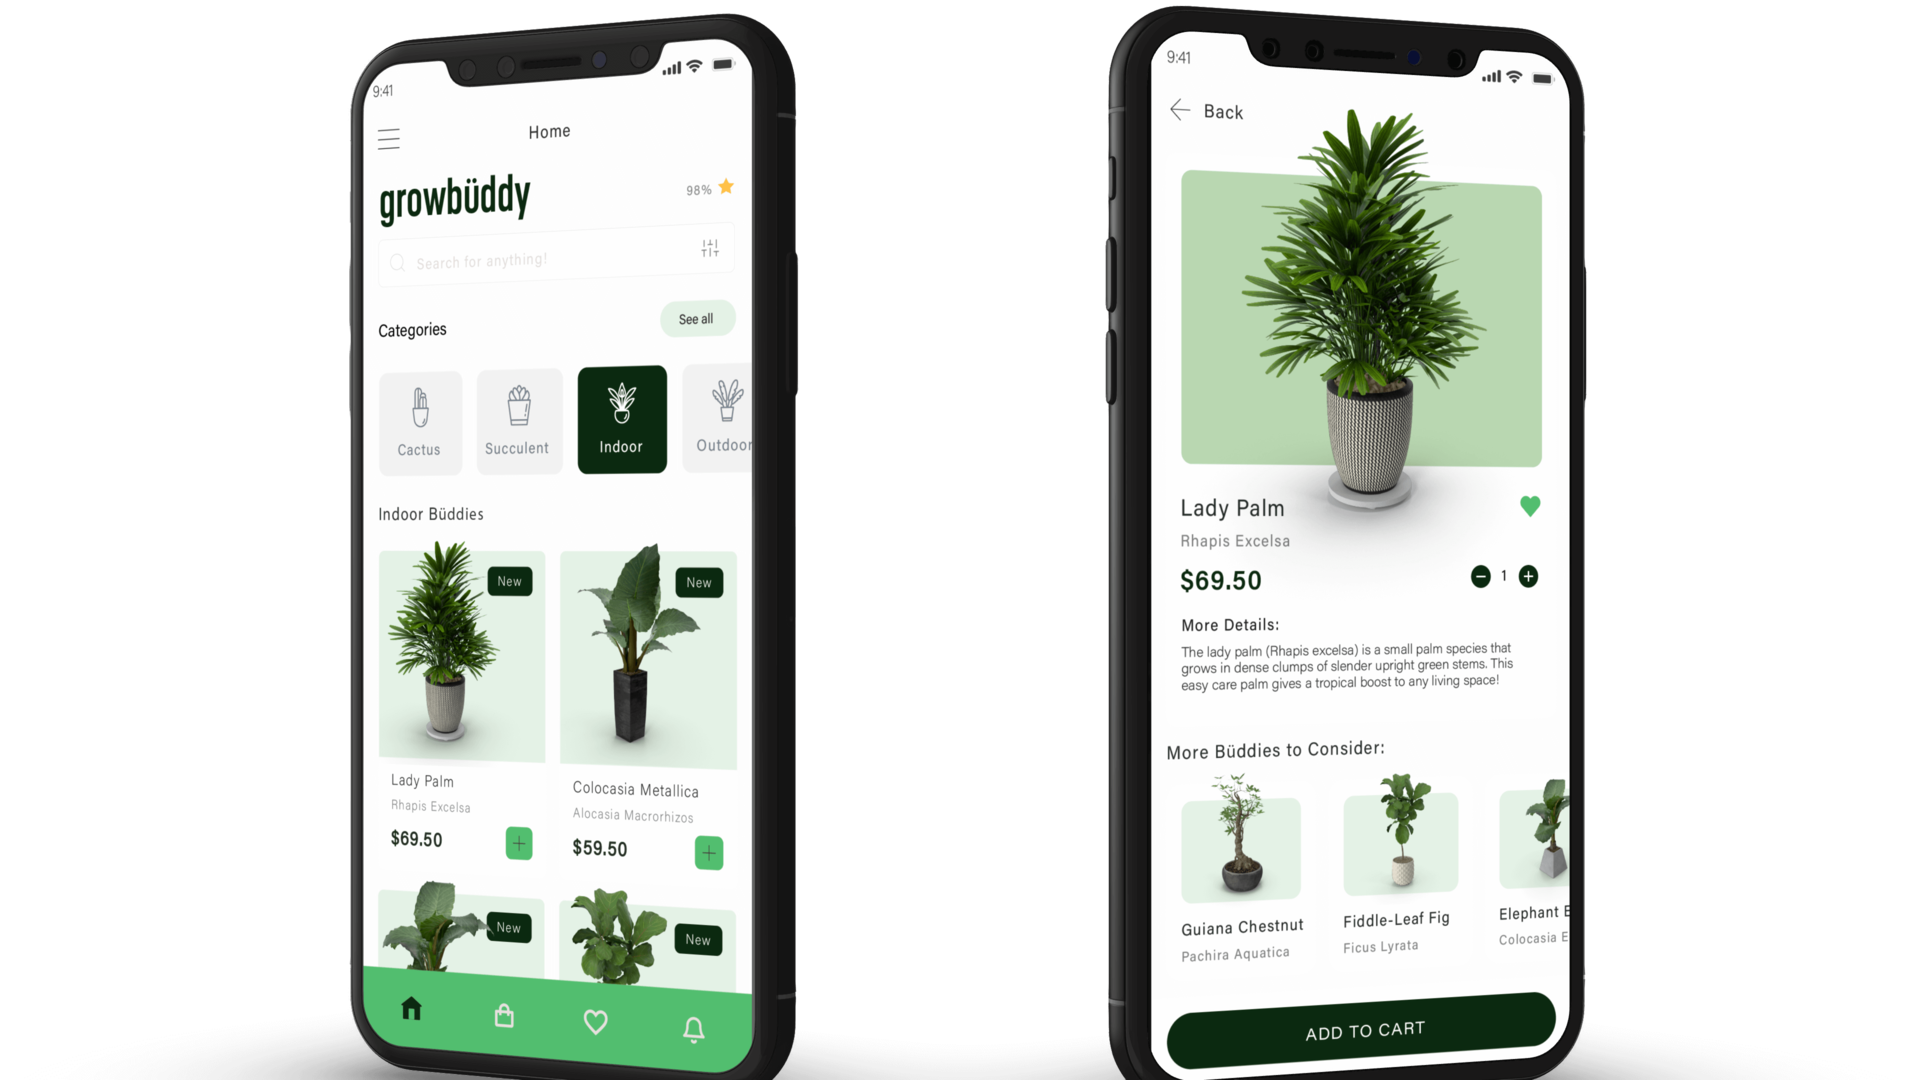 9:41
Home
growbüddy
98%
Search for anything!
Categories
See all
Cactus
Succulent
Indoor
Outdoor
Indoor Büddies
New
New
Lady Palm
Rhapis Excelsa
$69.50
Colocasia Metallica
Alocasia Macrorhizos
$59.50
New
New
9:41
Back
Lady Palm
Rhapis Excelsa
$69.50
1
More Details:
The lady palm (Rhapis excelsa) is a small palm species that
grows in dense clumps of slender upright green stems. This
easy care palm gives a tropical boost to any living space!
More Büddies to Consider:
Guiana Chestnut
Pachira Aquatica
Fiddle-Leaf Fig
Ficus Lyrata
Elephant E
Colocasia E
ADD TO CART